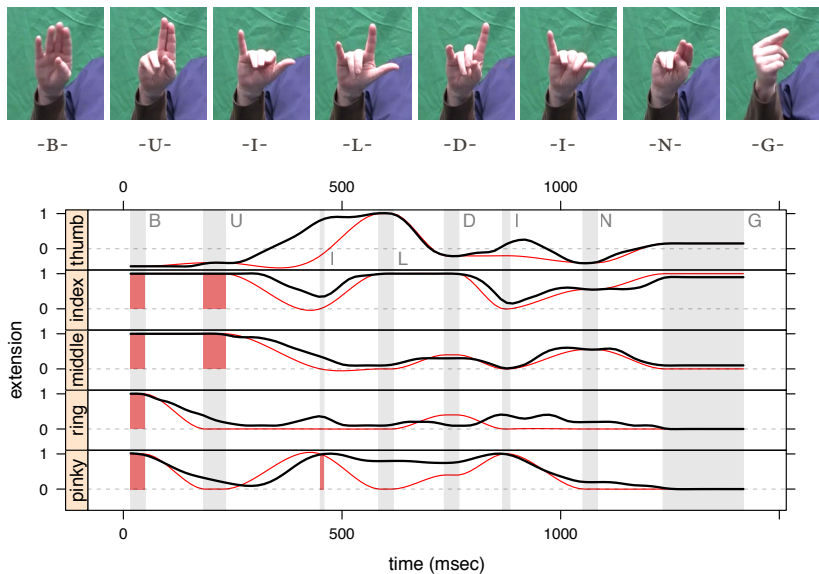 -B- -U- -I- -L- -D- -I- -N- -G-
0 500 1000
B U I L D I N G
thumb 1 0
index 1 0
middle 1 0
ring 1 0
pinky 1 0
extension
0 500 1000
time (msec)